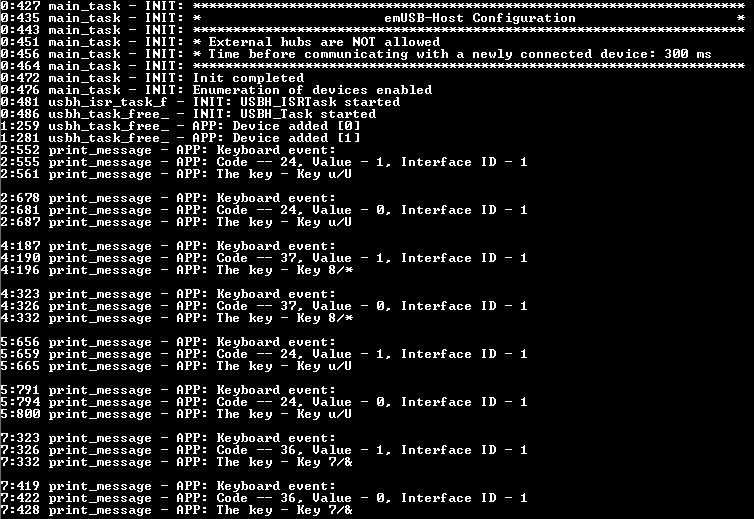 0:427 main_task - INIT: *********************************************************************
0:435 main_task - INIT: *                       emUSB-Host Configuration                    *
0:443 main_task - INIT: *********************************************************************
0:451 main_task - INIT: * External hubs are NOT allowed
0:456 main_task - INIT: * Time before communicating with a newly connected device: 300 ms
0:464 main_task - INIT: *********************************************************************
0:472 main_task - INIT: Init completed
0:476 main_task - INIT: Enumeration of devices enabled
0:481 usbh_isr_task_f - INIT: USBH_ISRTask started
0:486 usbh_task_free_ - INIT: USBH_Task started
1:259 usbh_task_free_ - APP: Device added [0]
1:281 usbh_task_free_ - APP: Device added [1]
2:552 print_message - APP: Keyboard event:
2:555 print_message - APP: Code -- 24, Value - 1, Interface ID - 1
2:561 print_message - APP: The key - Key u/U
2:678 print_message - APP: Keyboard event:
2:681 print_message - APP: Code -- 24, Value - 0, Interface ID - 1
2:687 print_message - APP: The key - Key u/U
4:187 print_message - APP: Keyboard event:
4:190 print_message - APP: Code -- 37, Value - 1, Interface ID - 1
4:196 print_message - APP: The key - Key 8/*
4:323 print_message - APP: Keyboard event:
4:326 print_message - APP: Code -- 37, Value - 0, Interface ID - 1
4:332 print_message - APP: The key - Key 8/*
5:656 print_message - APP: Keyboard event:
5:659 print_message - APP: Code -- 24, Value - 1, Interface ID - 1
5:665 print_message - APP: The key - Key u/U
5:791 print_message - APP: Keyboard event:
5:794 print_message - APP: Code -- 24, Value - 0, Interface ID - 1
5:800 print_message - APP: The key - Key u/U
7:323 print_message - APP: Keyboard event:
7:326 print_message - APP: Code -- 36, Value - 1, Interface ID - 1
7:332 print_message - APP: The key - Key 7/&
7:419 print_message - APP: Keyboard event:
7:422 print_message - APP: Code -- 36, Value - 0, Interface ID - 1
7:428 print_message - APP: The key - Key 7/&